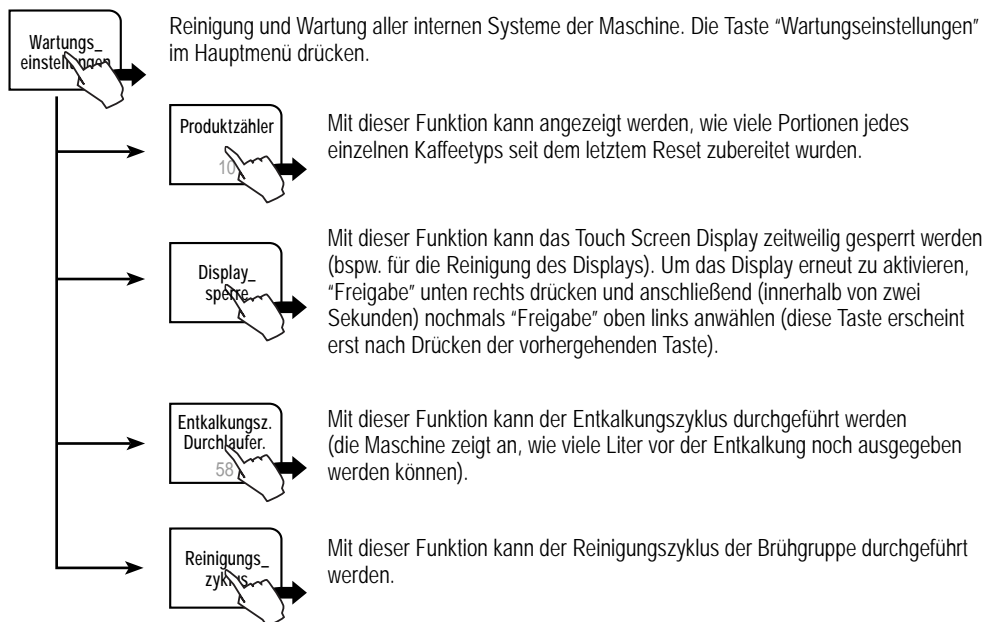 Wartungs_
einstellungen
Reinigung und Wartung aller internen Systeme der Maschine. Die Taste “Wartungseinstellungen”
im Hauptmenü drücken.
Produktzähler
10
Mit dieser Funktion kann angezeigt werden, wie viele Portionen jedes
einzelnen Kaffeetyps seit dem letztem Reset zubereitet wurden.
Display_
sperre
Mit dieser Funktion kann das Touch Screen Display zeitweilig gesperrt werden
(bspw. für die Reinigung des Displays). Um das Display erneut zu aktivieren,
“Freigabe” unten rechts drücken und anschließend (innerhalb von zwei
Sekunden) nochmals “Freigabe” oben links anwählen (diese Taste erscheint
erst nach Drücken der vorhergehenden Taste).
Entkalkungsz.
Durchlaufer.
58
Mit dieser Funktion kann der Entkalkungszyklus durchgeführt werden
(die Maschine zeigt an, wie viele Liter vor der Entkalkung noch ausgegeben
werden können).
Reinigungs_
zyklus
Mit dieser Funktion kann der Reinigungszyklus der Brühgruppe durchgeführt
werden.